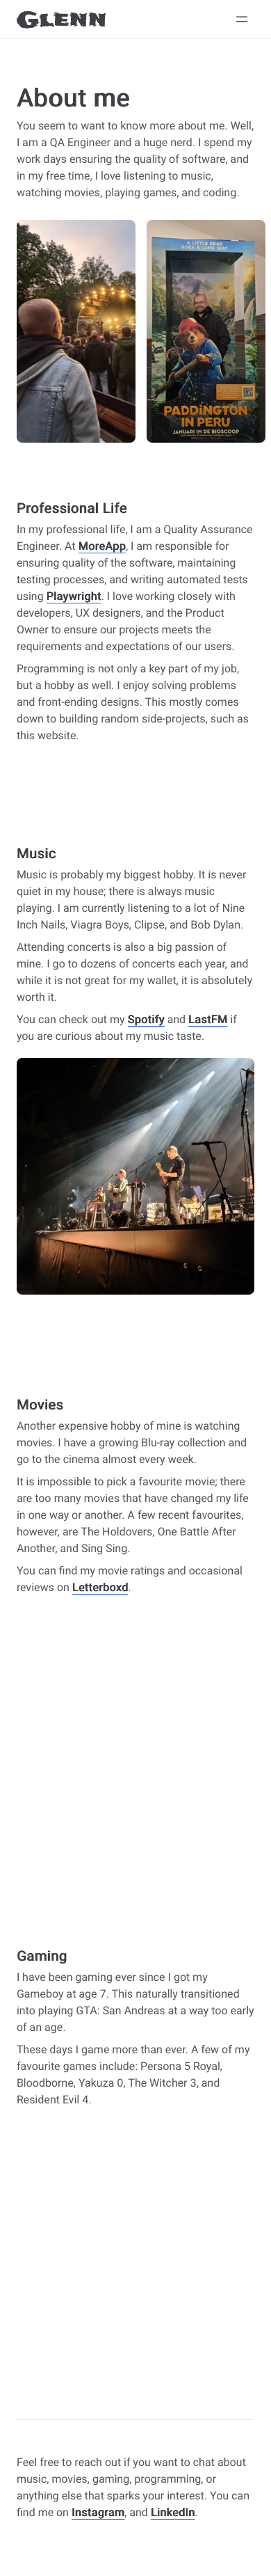 GLENN
About me
You seem to want to know more about me. Well,
I am a QA Engineer and a huge nerd. I spend my
work days ensuring the quality of software, and
in my free time, I love listening to music,
watching movies, playing games, and coding.
A LITTLE BEAR
GOES A LONG WAY
PADDINGTON
IN PERU
JANUARI IN DE BIOSCOOP
Professional Life
In my professional life, I am a Quality Assurance
Engineer. At MoreApp, I am responsible for
ensuring quality of the software, maintaining
testing processes, and writing automated tests
using Playwright. I love working closely with
developers, UX designers, and the Product
Owner to ensure our projects meets the
requirements and expectations of our users.
Programming is not only a key part of my job,
but a hobby as well. I enjoy solving problems
and front-ending designs. This mostly comes
down to building random side-projects, such as
this website.
Music
Music is probably my biggest hobby. It is never
quiet in my house; there is always music
playing. I am currently listening to a lot of Nine
Inch Nails, Viagra Boys, Clipse, and Bob Dylan.
Attending concerts is also a big passion of
mine. I go to dozens of concerts each year, and
while it is not great for my wallet, it is absolutely
worth it.
You can check out my Spotify and LastFM if
you are curious about my music taste.
Movies
Another expensive hobby of mine is watching
movies. I have a growing Blu-ray collection and
go to the cinema almost every week.
It is impossible to pick a favourite movie; there
are too many movies that have changed my life
in one way or another. A few recent favourites,
however, are The Holdovers, One Battle After
Another, and Sing Sing.
You can find my movie ratings and occasional
reviews on Letterboxd.
Gaming
I have been gaming ever since I got my
Gameboy at age 7. This naturally transitioned
into playing GTA: San Andreas at a way too early
of an age.
These days I game more than ever. A few of my
favourite games include: Persona 5 Royal,
Bloodborne, Yakuza 0, The Witcher 3, and
Resident Evil 4.
Feel free to reach out if you want to chat about
music, movies, gaming, programming, or
anything else that sparks your interest. You can
find me on Instagram, and LinkedIn.